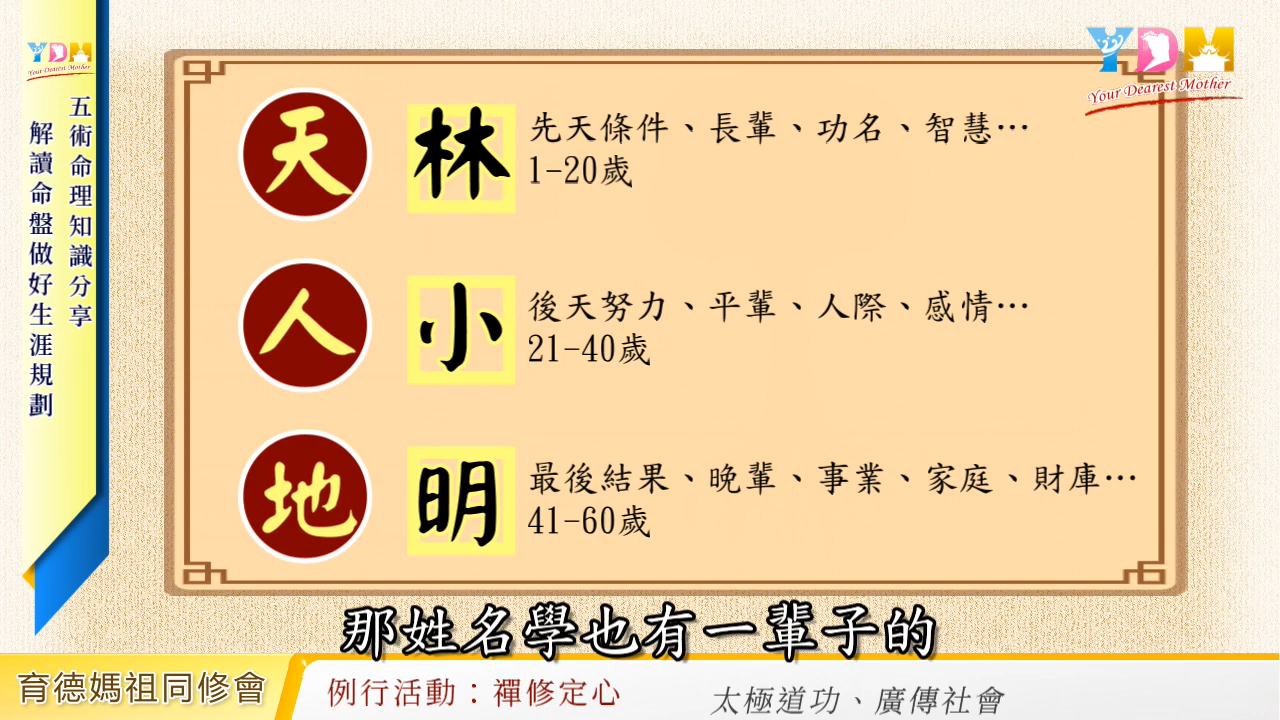 YDM
Your Dearest Mother
五術命理知識分享
解讀命盤做好生涯規劃
YDM
Your Dearest Mother
天
林
先天條件、長輩、功名、智慧…
1-20歲
人
小
後天努力、平輩、人際、感情…
21-40歲
地
明
最後結果、晚輩、事業、家庭、財庫…
41-60歲
那姓名學也有一輩子的
育德媽祖同修會
例行活動：禪修定心
太極道功、廣傳社會